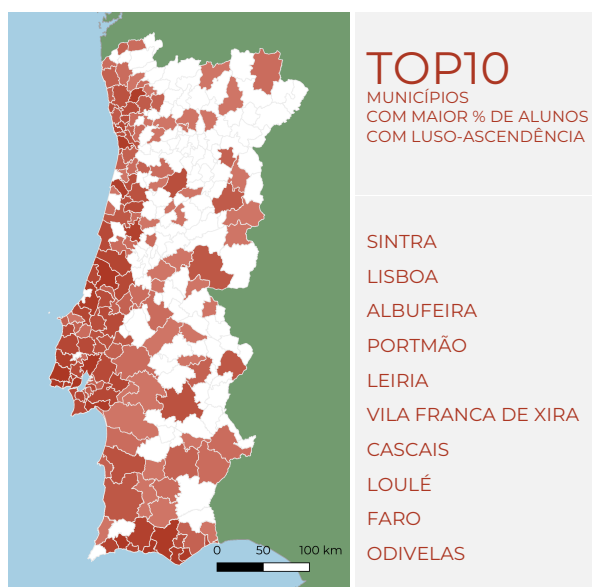 TOP10
MUNICÍPIOS
COM MAIOR % DE ALUNOS
COM LUSO-ASCENDÊNCIA
SINTRA
LISBOA
ALBUFEIRA
PORTMÃO
LEIRIA
VILA FRANCA DE XIRA
CASCAIS
LOULÉ
FARO
ODIVELAS
0 50 100 km